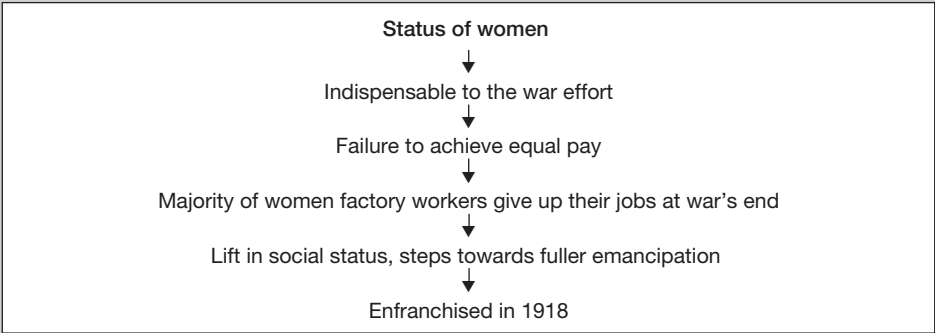 Status of women
Indispensable to the war effort
Failure to achieve equal pay
Majority of women factory workers give up their jobs at war’s end
Lift in social status, steps towards fuller emancipation
Enfranchised in 1918